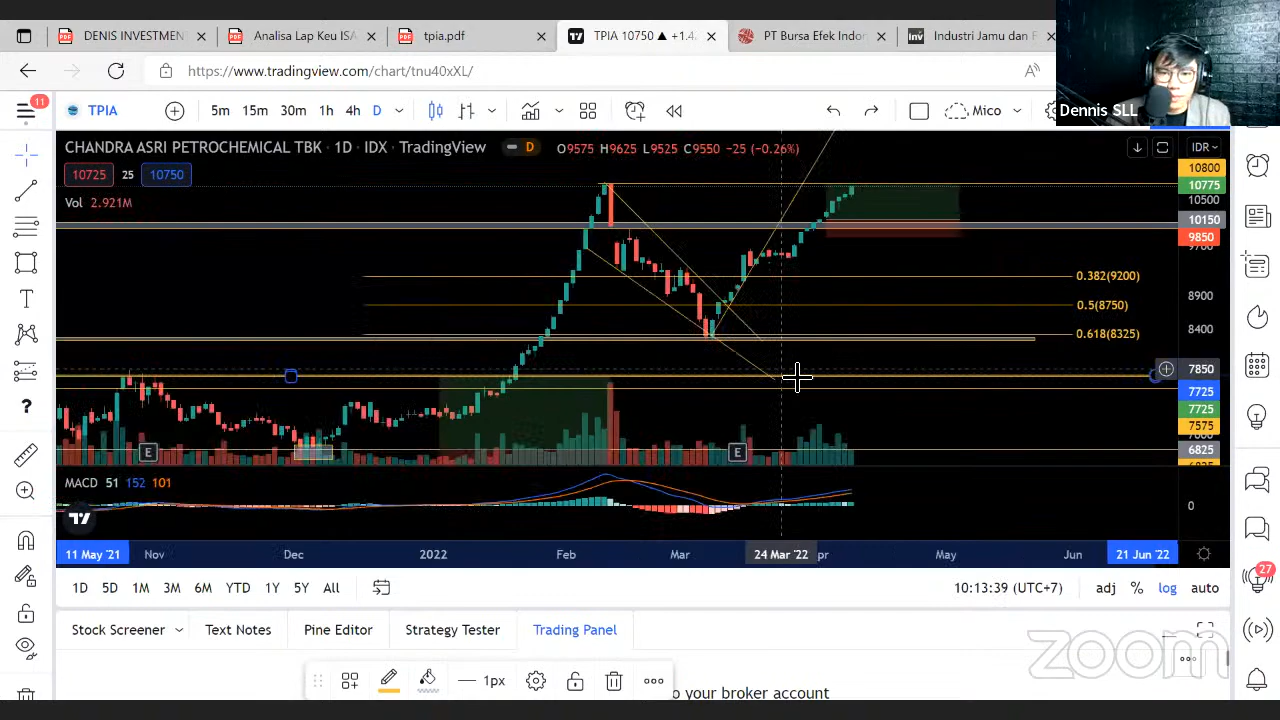 DENIS INVESTMEN
Analisa Lap Keu ISA
tpia.pdf
TPIA 10750 ▲ +1.4
PT Bursa Efek Indon
Industri Jamu dan F
https://www.tradingview.com/chart/tnu40xXL/
Dennis SLL
11
TPIA
5m 15m 30m 1h 4h D
Mico
CHANDRA ASRI PETROCHEMICAL TBK · 1D · IDX · TradingView
D
O9575 H9625 L9525 C9550 −25 (−0.26%)
IDR
10725 25 10750
Vol 2.921M
10800
10775
10500
10150
9850
9700
0.382(9200)
8900
0.5(8750)
8400
0.618(8325)
7850
7725
7725
7575
7000
6825
E
E
MACD 51 152 101
0
11 May '21 Nov Dec 2022 Feb Mar 24 Mar '22 pr May Jun 21 Jun '22
1D 5D 1M 3M 6M YTD 1Y 5Y All
10:13:39 (UTC+7) adj % log auto
27
Stock Screener Text Notes Pine Editor Strategy Tester Trading Panel
zoom
1px
o your broker account